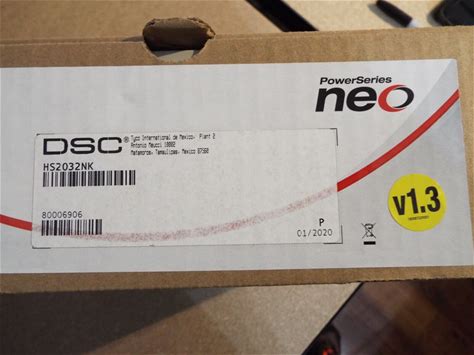 PowerSeries
neo
DSC® Tyco International de Mexico, Plant 2
Antonio Meucci 10002
Matamoros, Tamaulipas, Mexico 87560
HS2032NK
80006906
P
01/2020
v1.3